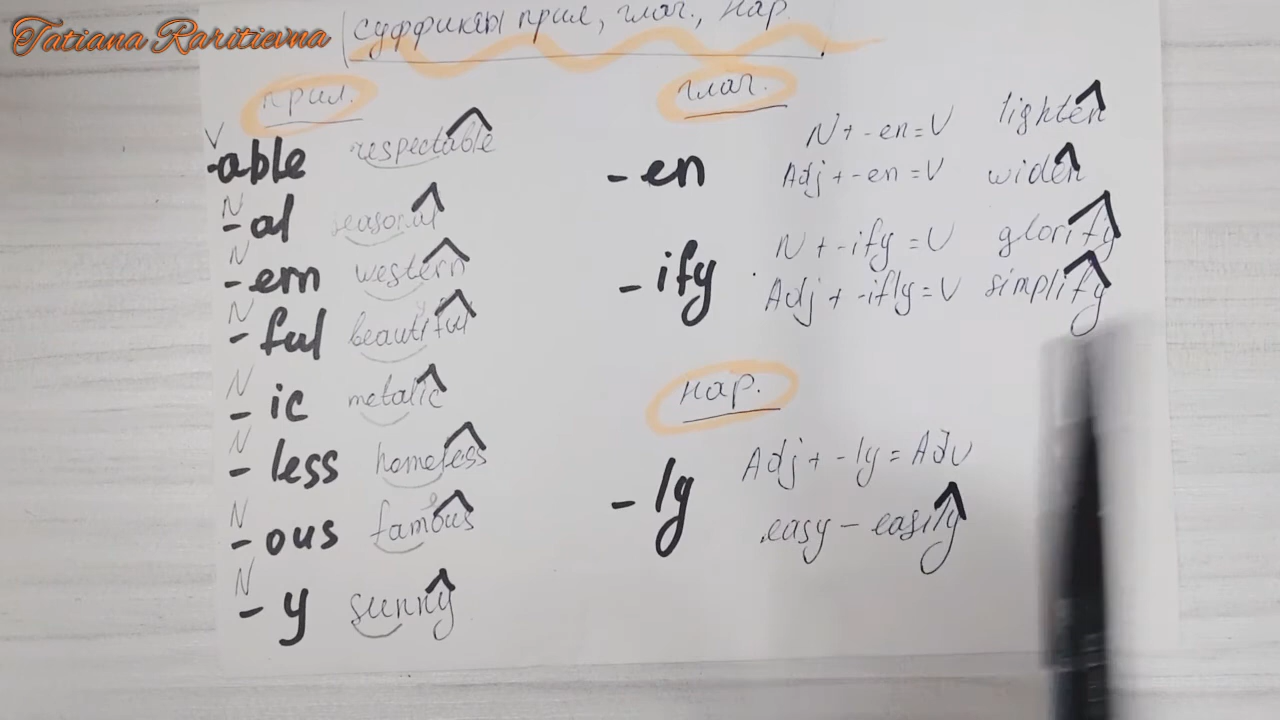 Tatiana Raritievna
суффиксы прил., глаг., нар.
прил.
V
-able respectable
N
-al seasonal
N
-ern western
N
-ful beautiful
N
-ic metalic
N
-less homeless
N
-ous famous
N
-y sunny
глаг.
-en
N + -en = V lighten
Adj + -en = V widen
-ify
N + -ify = V glorify
Adj + -ifly = V simplify
нар.
-ly
Adj + -ly = Adv
easy - easily